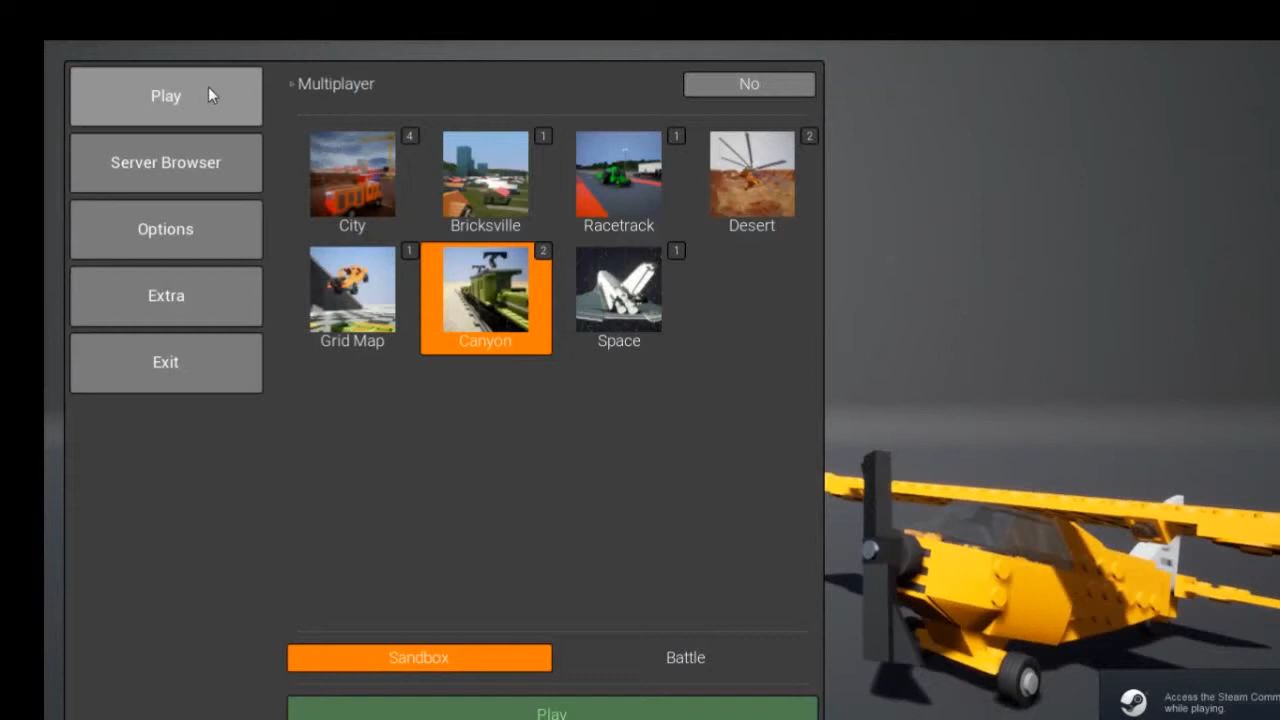 Play
Server Browser
Options
Extra
Exit
Multiplayer
No
4
1
1
2
City
Bricksville
Racetrack
Desert
1
2
1
Grid Map
Canyon
Space
Sandbox
Battle
Play
Access the Steam
while playing.